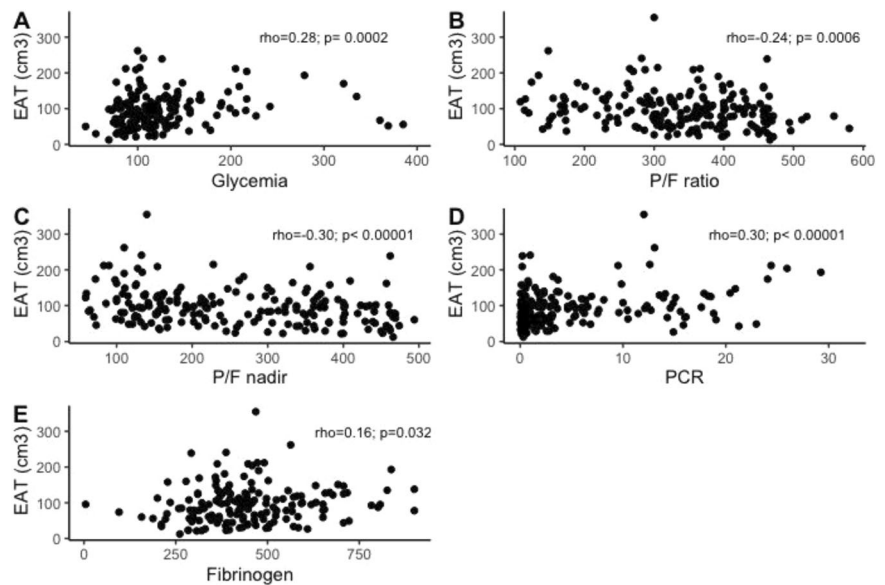 A
rho=0.28; p= 0.0002
EAT (cm3)
300
200
100
0
100 200 300 400
Glycemia
B
rho=-0.24; p= 0.0006
EAT (cm3)
300
200
100
0
100 200 300 400 500 600
P/F ratio
C
rho=-0.30; p< 0.00001
EAT (cm3)
300
200
100
0
100 200 300 400 500
P/F nadir
D
rho=0.30; p< 0.00001
EAT (cm3)
300
200
100
0
0 10 20 30
PCR
E
rho=0.16; p=0.032
EAT (cm3)
300
200
100
0
0 250 500 750
Fibrinogen